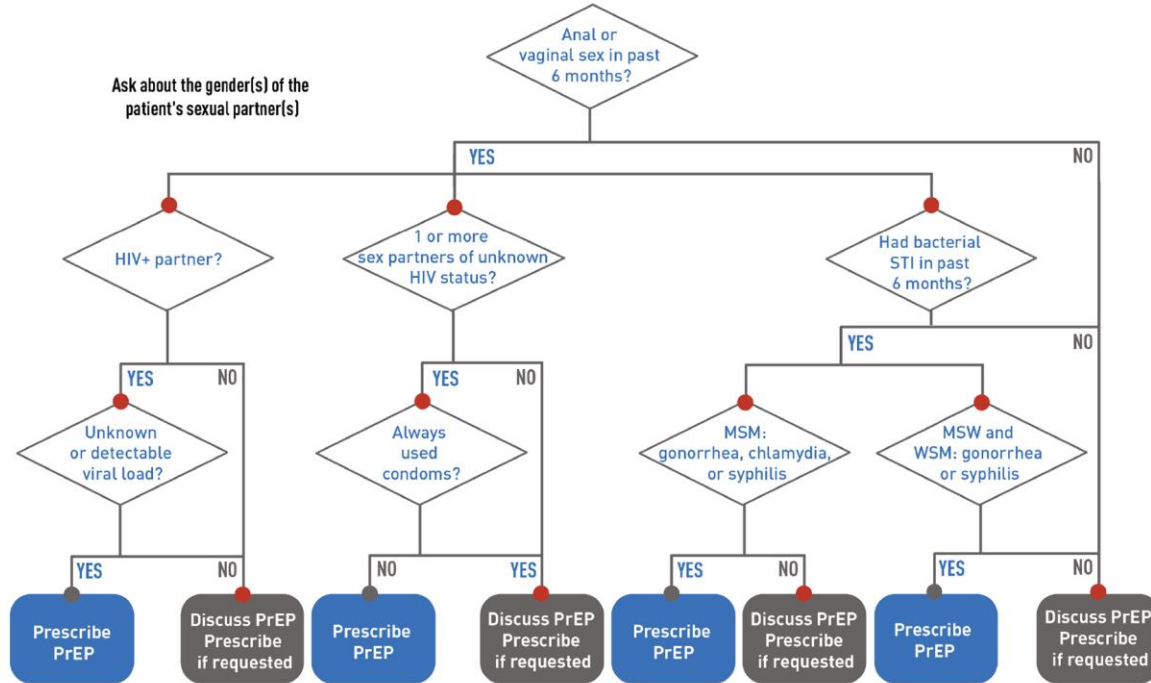 Anal or
vaginal sex in past
6 months?
Ask about the gender(s) of the
patient's sexual partner(s)
YES
NO
HIV+ partner?
1 or more
sex partners of unknown
HIV status?
Had bacterial
STI in past
6 months?
YES
NO
YES
NO
YES
NO
Unknown
or detectable
viral load?
Always
used
condoms?
MSM:
gonorrhea, chlamydia,
or syphilis
MSW and
WSM: gonorrhea
or syphilis
YES
NO
NO
YES
YES
NO
YES
NO
Prescribe
PrEP
Discuss PrEP
Prescribe
if requested
Prescribe
PrEP
Discuss PrEP
Prescribe
if requested
Prescribe
PrEP
Discuss PrEP
Prescribe
if requested
Prescribe
PrEP
Discuss PrEP
Prescribe
if requested